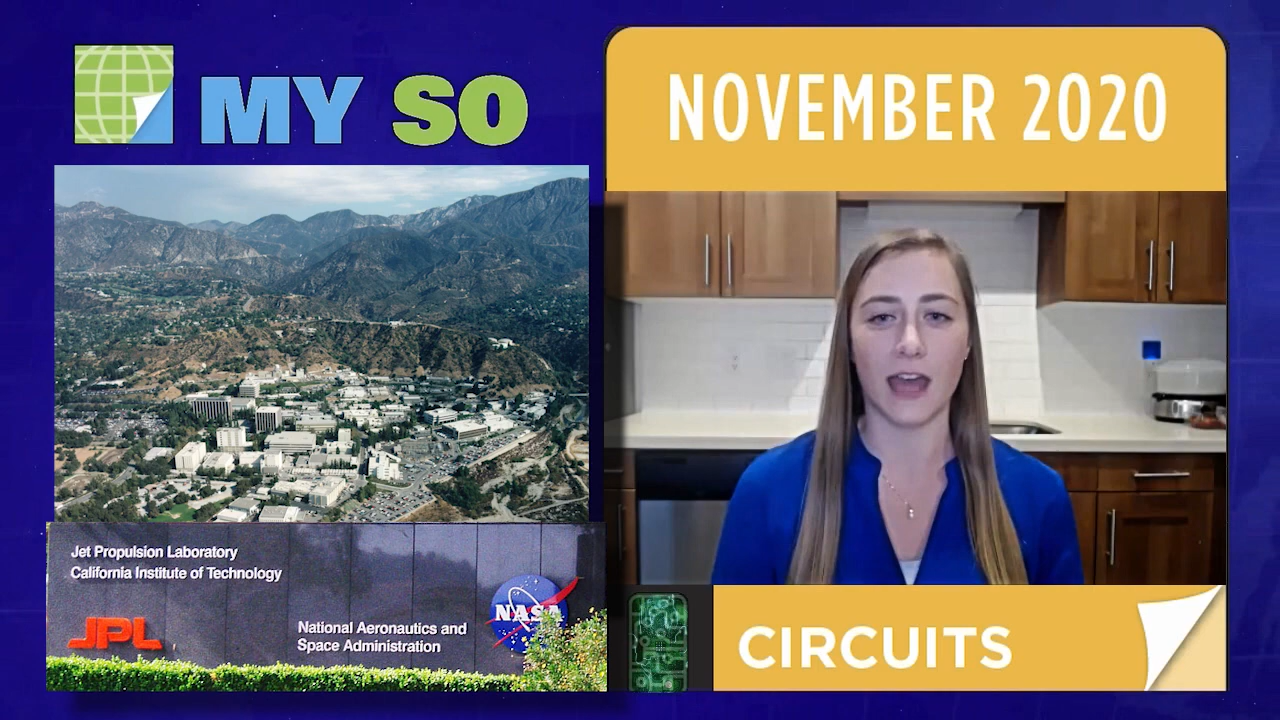 MY SO
NOVEMBER 2020
Jet Propulsion Laboratory
California Institute of Technology
JPL
National Aeronautics and
Space Administration
NASA
CIRCUITS